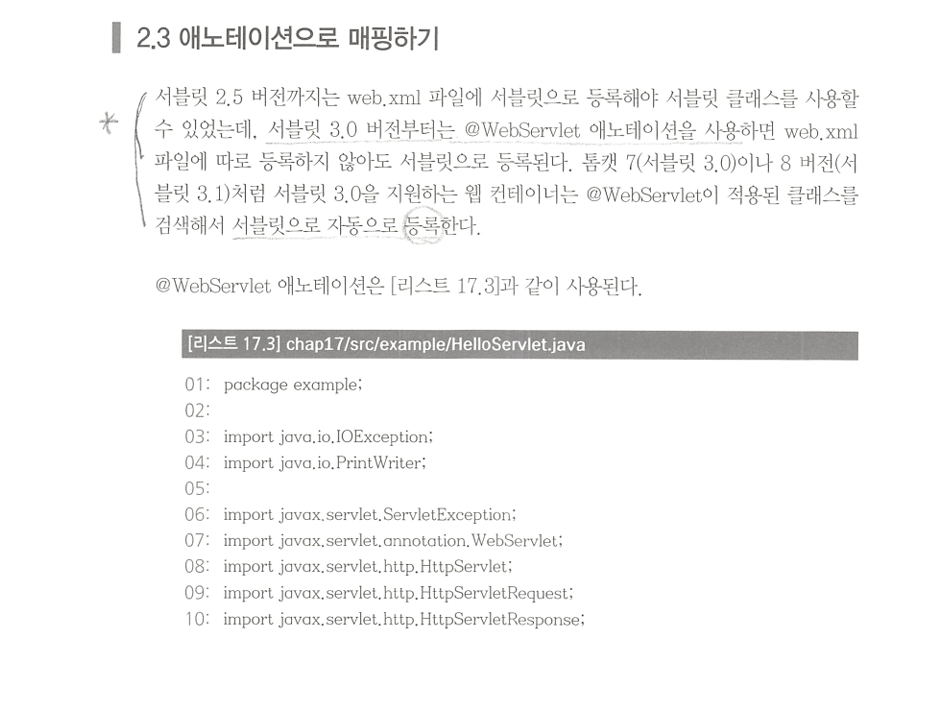 2.3 애노테이션으로 매핑하기
서블릿 2.5 버전까지는 web.xml 파일에 서블릿으로 등록해야 서블릿 클래스를 사용할
수 있었는데, 서블릿 3.0 버전부터는 @WebServlet 애노테이션을 사용하면 web.xml
파일에 따로 등록하지 않아도 서블릿으로 등록된다. 톰캣 7(서블릿 3.0)이나 8 버전(서
블릿 3.1)처럼 서블릿 3.0을 지원하는 웹 컨테이너는 @WebServlet이 적용된 클래스를
검색해서 서블릿으로 자동으로 등록한다.
@WebServlet 애노테이션은 [리스트 17.3]과 같이 사용된다.
[리스트 17.3] chap17/src/example/HelloServlet.java
01: package example;
02:
03: import java.io.IOException;
04: import java.io.PrintWriter;
05:
06: import javax.servlet.ServletException;
07: import javax.servlet.annotation.WebServlet;
08: import javax.servlet.http.HttpServlet;
09: import javax.servlet.http.HttpServletRequest;
10: import javax.servlet.http.HttpServletResponse;